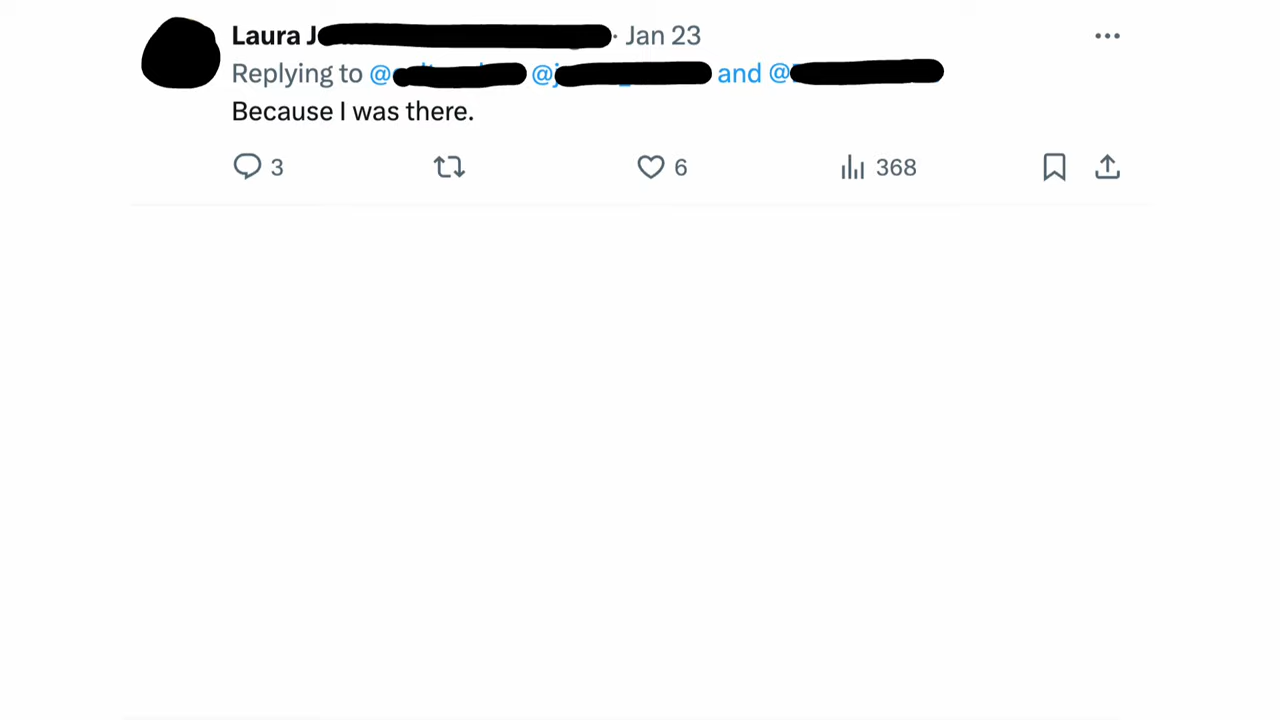 Laura J · Jan 23
Replying to @ @j and @
Because I was there.
3 6 368